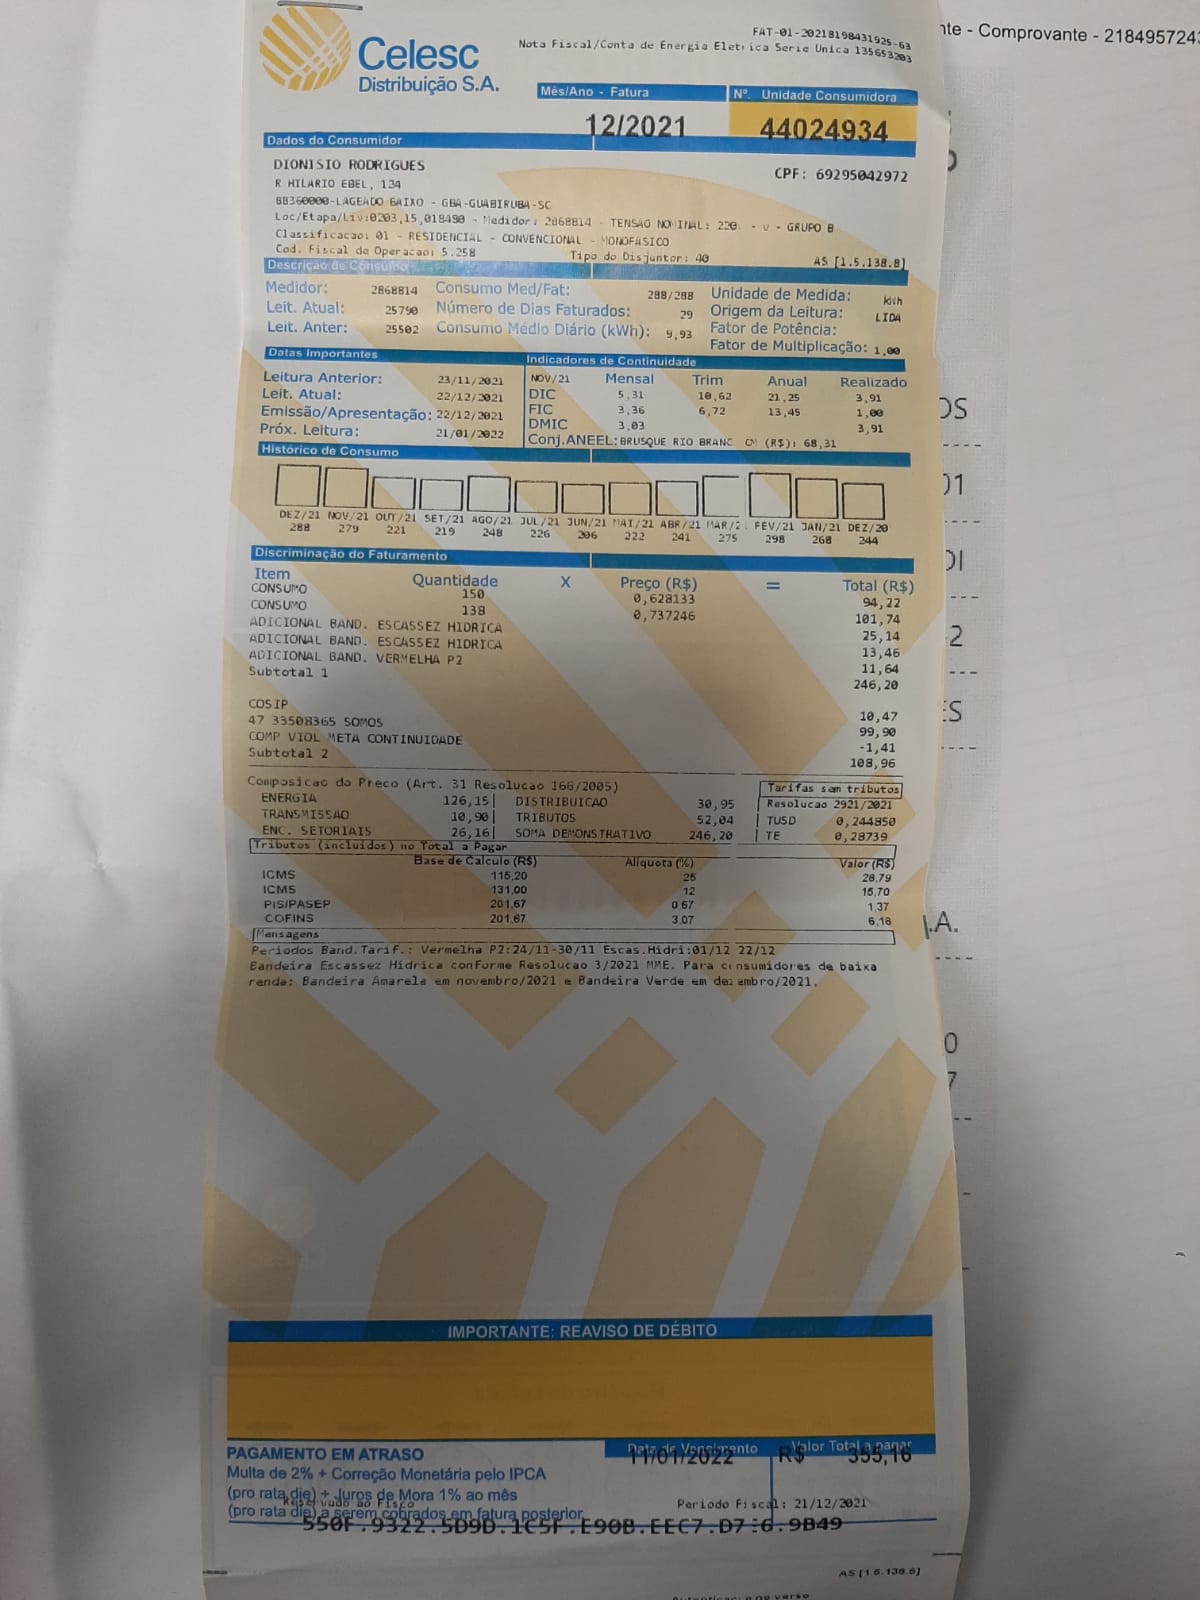 FAT-01-20218198431925-63
nte - Comprovante - 218495724
Celesc
Distribuição S.A.
Nota Fiscal/Conta de Energia Eletrica Serie Unica 135653203
Mês/Ano - Fatura
Nº. Unidade Consumidora
12/2021
44024934
Dados do Consumidor
DIONISIO RODRIGUES
CPF: 69295042972
R HILARIO EBEL, 134
88360000-LAGEADO BAIXO - GBA-GUABIRUBA-SC
Loc/Etapa/Liv:0203,15,018490 - Medidor: 2868814 - TENSAO NOMINAL: 220 - V - GRUPO B
Classificacao: 01 - RESIDENCIAL - CONVENCIONAL - MONOFASICO
Cod. Fiscal da Operacao: 5.258 Tipo do Disjuntor: 40 AS [1.5.138.8]
Descrição de Consumo
Medidor: 2868814 Consumo Med/Fat: 288/288 Unidade de Medida: kWh
Leit. Atual: 25790 Número de Dias Faturados: 29 Origem da Leitura: LIDA
Leit. Anter: 25502 Consumo Médio Diário (kWh): 9,93 Fator de Potência:
Fator de Multiplicação: 1,00
Datas Importantes
Indicadores de Continuidade
Leitura Anterior: 23/11/2021
Leit. Atual: 22/12/2021
Emissão/Apresentação: 22/12/2021
Próx. Leitura: 21/01/2022
NOV/21 Mensal Trim Anual Realizado
DIC 5,31 10,62 21,25 3,91
FIC 3,36 6,72 13,45 1,00
DMIC 3,03 3,91
Conj.ANEEL:BRUSQUE RIO BRANC CM (R$): 68,31
Histórico de Consumo
DEZ/21 NOV/21 OUT/21 SET/21 AGO/21 JUL/21 JUN/21 MAI/21 ABR/21 MAR/2 FEV/21 JAN/21 DEZ/20
288 279 221 219 248 226 206 222 241 275 298 268 244
Discriminação do Faturamento
Item Quantidade X Preço (R$) = Total (R$)
CONSUMO 150 0,628133 94,22
CONSUMO 138 0,737246 101,74
ADICIONAL BAND. ESCASSEZ HIDRICA 25,14
ADICIONAL BAND. ESCASSEZ HIDRICA 13,46
ADICIONAL BAND. VERMELHA P2 11,64
Subtotal 1 246,20
COSIP 10,47
47 33508365 SOMOS 99,90
COMP VIOL META CONTINUIDADE -1,41
Subtotal 2 108,96
Composicao do Preco (Art. 31 Resolucao 166/2005)
Tarifas sem tributos
ENERGIA 126,15 DISTRIBUICAO 30,95 Resolucao 2921/2021
TRANSMISSAO 10,90 TRIBUTOS 52,04 TUSD 0,244850
ENC. SETORIAIS 26,16 SOMA DEMONSTRATIVO 246,20 TE 0,28739
Tributos (incluidos) no Total a Pagar
Base de Calculo (R$) Aliquota (%) Valor (R$)
ICMS 115,20 25 28,79
ICMS 131,00 12 15,70
PIS/PASEP 201,67 0,67 1,37
COFINS 201,67 3,07 6,18
Mensagens
Periodos Band.Tarif.: Vermelha P2:24/11-30/11 Escas.Hidri:01/12 22/12
Bandeira Escassez Hidrica conforme Resolucao 3/2021 MME. Para consumidores de baixa
renda: Bandeira Amarela em novembro/2021 e Bandeira Verde em dezembro/2021.
IMPORTANTE: REAVISO DE DÉBITO
PAGAMENTO EM ATRASO
Multa de 2% + Correção Monetária pelo IPCA
(pro rata die) + Juros de Mora 1% ao mês
(pro rata die) a serem cobrados em fatura posterior
Data de Vencimento
11/01/2022
Valor Total a pagar
R$ 355,16
Reservado ao Fisco
Periodo Fiscal: 21/12/2021
550F.9322.5D9D.1C5F.E90B.EEC7.D7 6.9B49
AS [1.5.138.8]